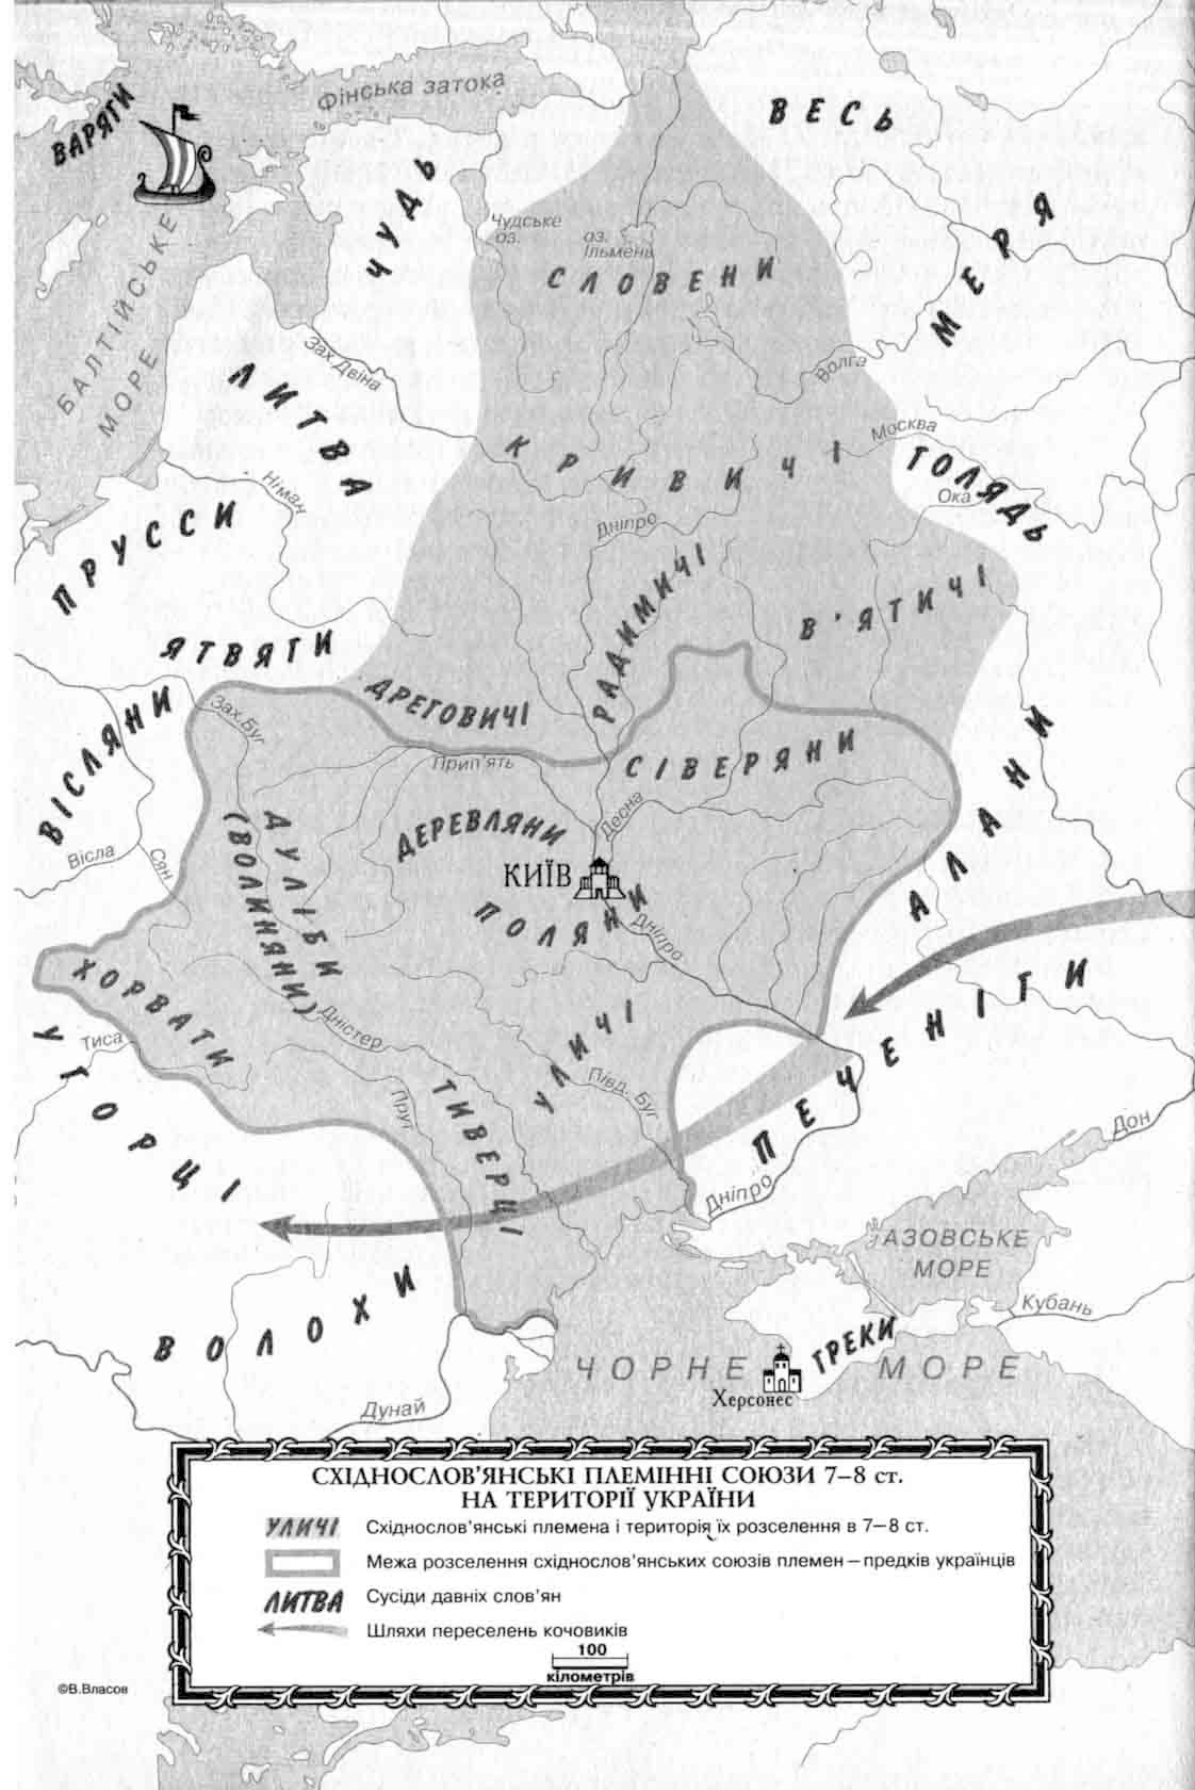 Фінська затока
ВАРЯГИ
ВЕСЬ
ЧУДЬ
МЕРЯ
Чудське
оз.
оз.
Ільмень
СЛОВЕНИ
БАЛТІЙСЬКЕ
МОРЕ
Зах.Двіна
Волга
ЛИТВА
Москва
КРИВИЧІ
ГОЛЯДЬ
Ока
Німан
Дніпро
ПРУССИ
РАДИМИЧІ
В'ЯТИЧІ
ЯТВЯГИ
ДРЕГОВИЧІ
Зах.Буг
ВІСЛЯНИ
Прип'ять
СІВЕРЯНИ
АЛАНИ
Десна
ДЕРЕВЛЯНИ
ДУЛІБИ
(ВОЛИНЯНИ)
Вісла
Сян
КИЇВ
ПОЛЯНИ
Дніпро
ХОРВАТИ
Дністер
УЛИЧІ
ПЕЧЕНІГИ
Тиса
УГОРЦІ
Прут
ТИВЕРЦІ
Півд. Буг
Дон
Дніпро
АЗОВСЬКЕ
МОРЕ
Кубань
ВОЛОХИ
ЧОРНЕ МОРЕ
ГРЕКИ
Херсонес
Дунай
СХІДНОСЛОВ'ЯНСЬКІ ПЛЕМІННІ СОЮЗИ 7–8 ст.
НА ТЕРИТОРІЇ УКРАЇНИ
УЛИЧІ Східнослов'янські племена і територія їх розселення в 7–8 ст.
Межа розселення східнослов'янських союзів племен – предків українців
ЛИТВА Сусіди давніх слов'ян
Шляхи переселень кочовиків
100
кілометрів
©В.Власов